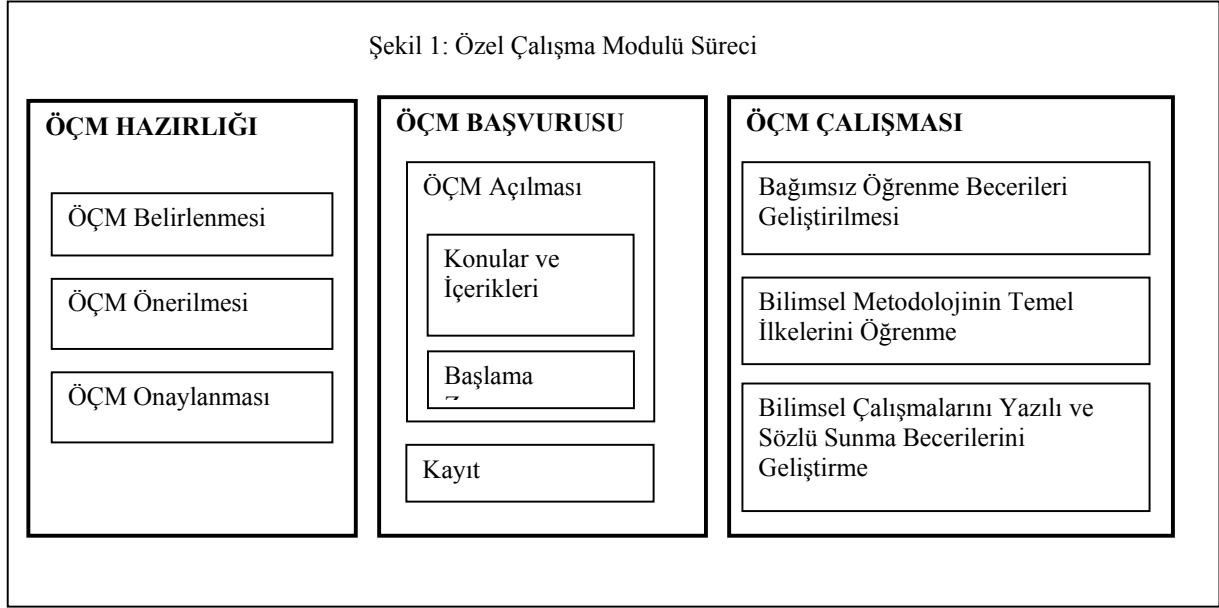 Şekil 1: Özel Çalışma Modulü Süreci
ÖÇM HAZIRLIĞI
ÖÇM Belirlenmesi
ÖÇM Önerilmesi
ÖÇM Onaylanması
ÖÇM BAŞVURUSU
ÖÇM Açılması
Konular ve
İçerikleri
Başlama
Kayıt
ÖÇM ÇALIŞMASI
Bağımsız Öğrenme Becerileri
Geliştirilmesi
Bilimsel Metodolojinin Temel
İlkelerini Öğrenme
Bilimsel Çalışmalarını Yazılı ve
Sözlü Sunma Becerilerini
Geliştirme